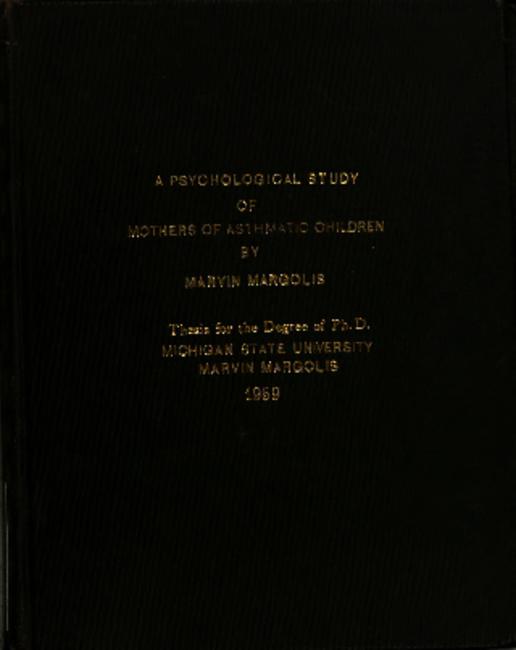 A PSYCHOLOGICAL STUDY
OF
MOTHERS OF ASTHMATIC CHILDREN
BY
MARVIN MARGOLIS
Thesis for the Degree of Ph. D.
MICHIGAN STATE UNIVERSITY
MARVIN MARGOLIS
1959